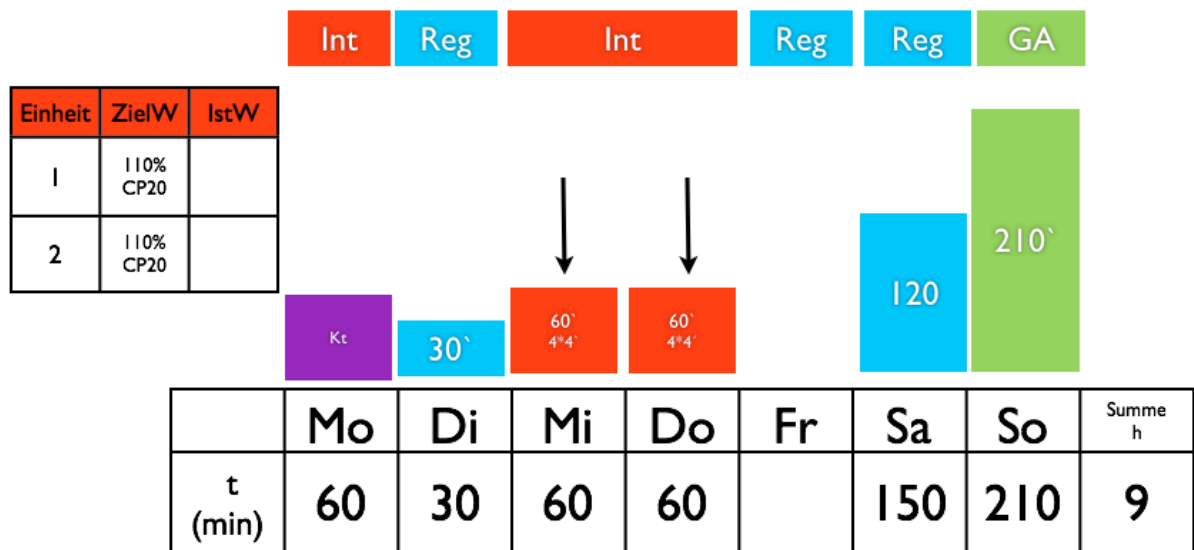 Int Reg Int Reg Reg GA
Einheit ZielW IstW
1 110%
CP20
2 110%
CP20
Kt
30`
60`
4*4`
60`
4*4´
120
210`
Mo Di Mi Do Fr Sa So Summe
h
t
(min) 60 30 60 60 150 210 9